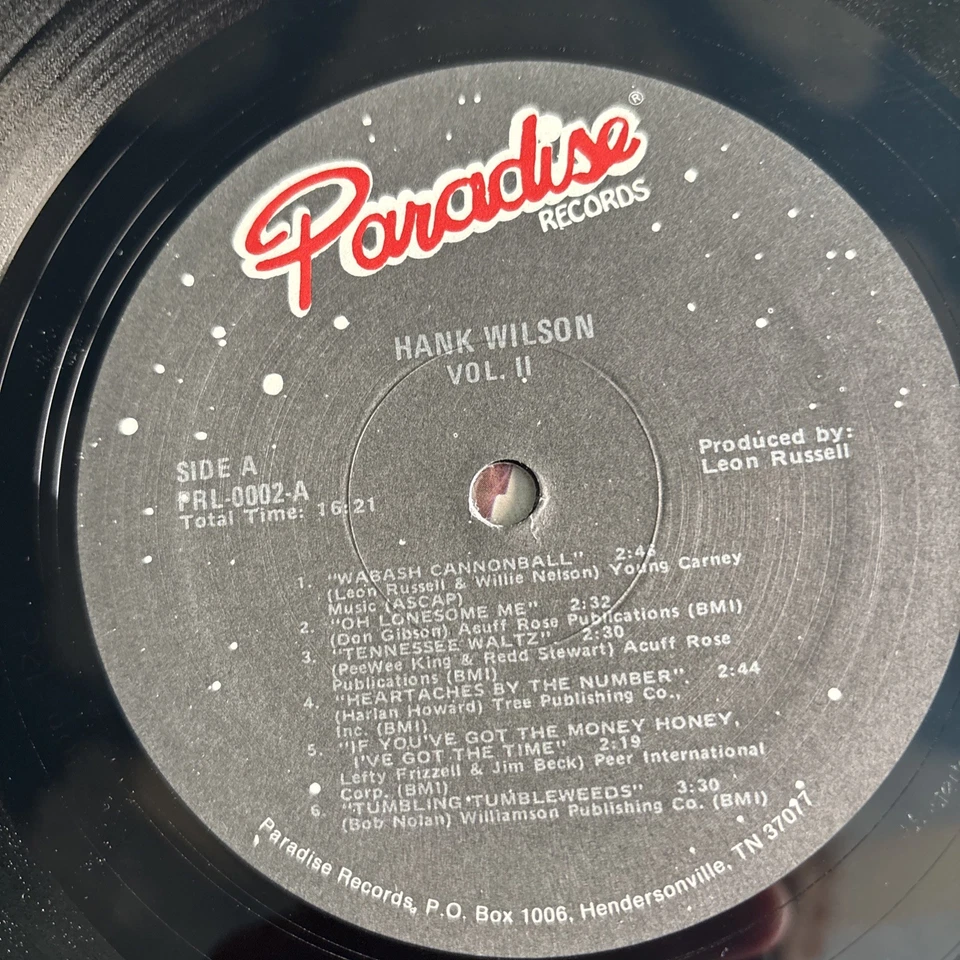 Paradise ®
RECORDS
HANK WILSON
VOL. II
SIDE A
PRL-0002-A
Total Time: 16:21
Produced by:
Leon Russell
1. "WABASH CANNONBALL" 2:46
(Leon Russell & Willie Nelson) Young Carney
Music (ASCAP)
2. "OH LONESOME ME" 2:32
(Don Gibson) Acuff Rose Publications (BMI)
3. "TENNESSEE WALTZ" 2:30
(PeeWee King & Redd Stewart) Acuff Rose
Publications (BMI)
4. "HEARTACHES BY THE NUMBER". 2:44
(Harlan Howard) Tree Publishing Co.,
Inc. (BMI)
5. "IF YOU'VE GOT THE MONEY HONEY,
I'VE GOT THE TIME" 2:19
Lefty Frizzell & Jim Beck) Peer International
Corp. (BMI)
6. "TUMBLING TUMBLEWEEDS" 3:30
(Bob Nolan) Williamson Publishing Co. (BMI)
Paradise Records, P.O. Box 1006, Hendersonville, TN 37077